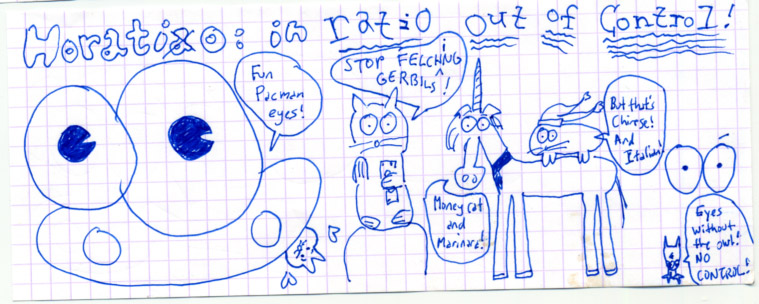 Horatixo: in ratio out of Control!
Fun
Pacman
eyes!
STOP FELCHING
GERBILS!
But that's
Chinese!
And
Italian!
Money cat
and
Marinara!
Eyes
without
the owl!
NO
CONTROL!